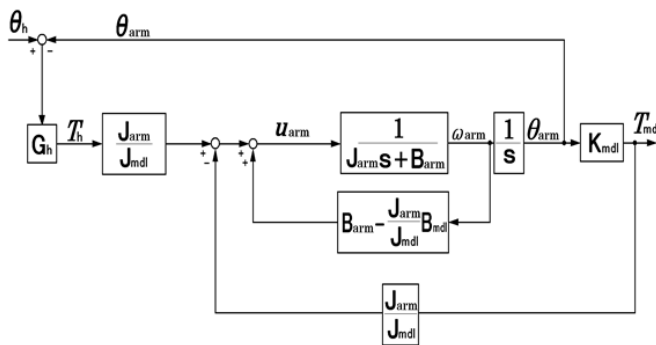 θh
+
−
θarm
Gh
Th
Jarm
Jmdl
+
−
+
+
uarm
1
Jarms+Barm
ωarm
1
s
θarm
Kmdl
Tmd
Barm−Jarm
Jmdl
Bmdl
Jarm
Jmdl